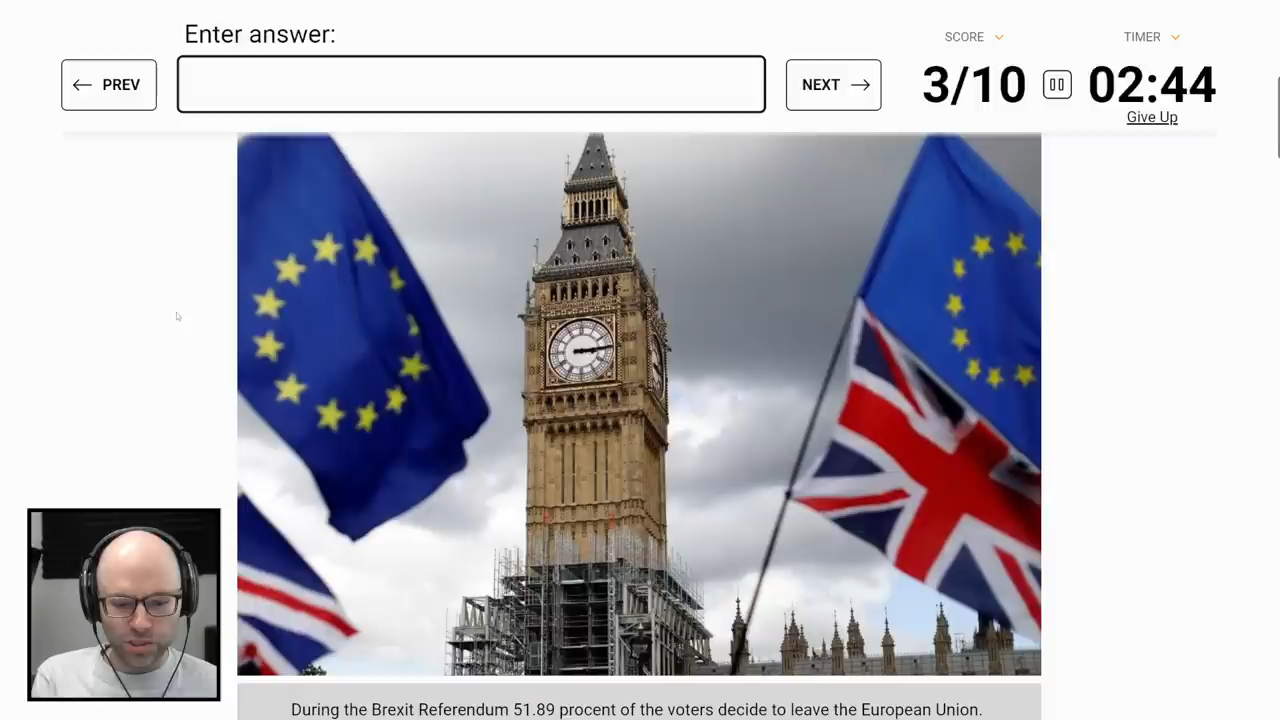 Enter answer:
PREV
NEXT
SCORE
3/10
TIMER
02:44
Give Up
During the Brexit Referendum 51.89 procent of the voters decide to leave the European Union.